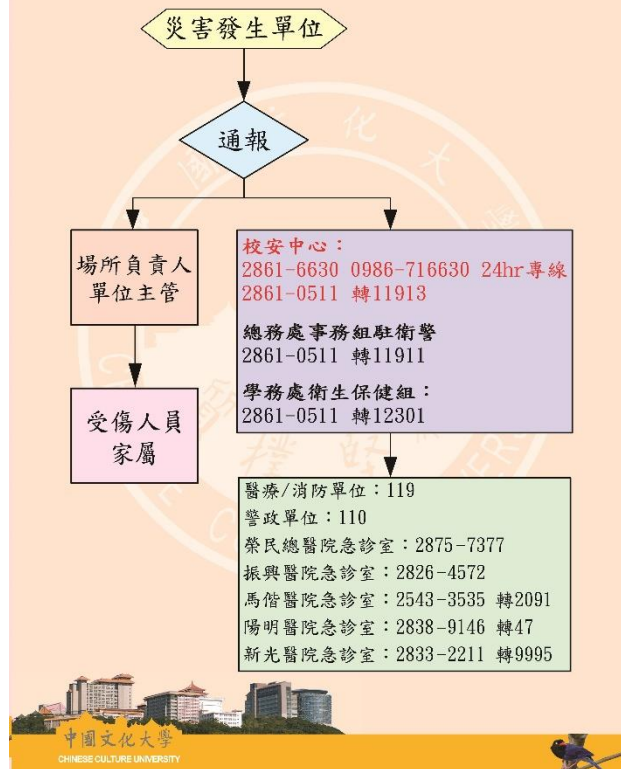 災害發生單位
通報
場所負責人
單位主管
受傷人員
家屬
校安中心：
2861-6630 0986-716630 24hr專線
2861-0511 轉11913
總務處事務組駐衛警
2861-0511 轉11911
學務處衛生保健組：
2861-0511 轉12301
醫療/消防單位：119
警政單位：110
榮民總醫院急診室：2875-7377
振興醫院急診室：2826-4572
馬偕醫院急診室：2543-3535 轉2091
陽明醫院急診室：2838-9146 轉47
新光醫院急診室：2833-2211 轉9995
中國文化大學
CHINESE CULTURE UNIVERSITY